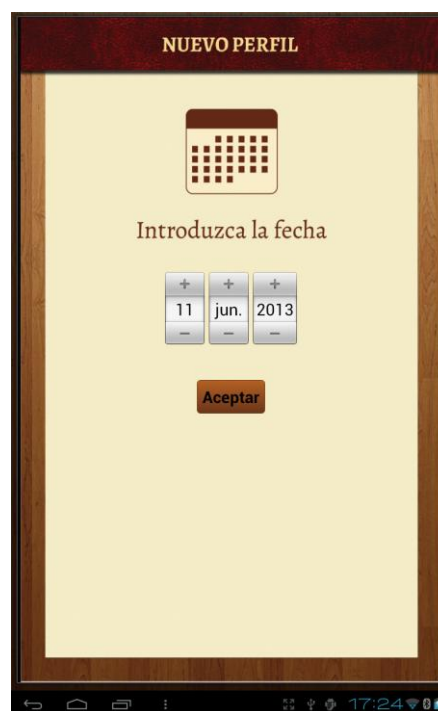 NUEVO PERFIL
Introduzca la fecha
+ + +
11 jun. 2013
- - -
Aceptar
17:24